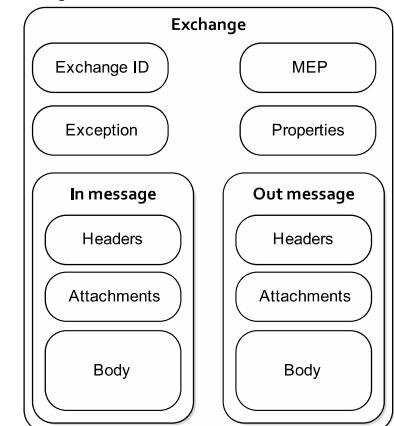 Exchange
Exchange ID
MEP
Exception
Properties
In message
Out message
Headers
Headers
Attachments
Attachments
Body
Body